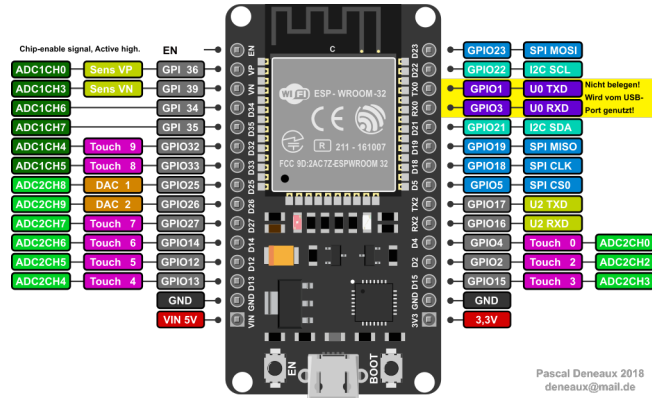 Chip-enable signal, Active high. EN
ADC1CH0 Sens VP GPI 36
ADC1CH3 Sens VN GPI 39
ADC1CH6 GPI 34
ADC1CH7 GPI 35
ADC1CH4 Touch 9 GPIO32
ADC1CH5 Touch 8 GPIO33
ADC2CH8 DAC 1 GPIO25
ADC2CH9 DAC 2 GPIO26
ADC2CH7 Touch 7 GPIO27
ADC2CH6 Touch 6 GPIO14
ADC2CH5 Touch 5 GPIO12
ADC2CH4 Touch 4 GPIO13
GND
VIN 5V
EN
VP
VN
D34
D35
D32
D33
D25
D26
D27
D14
D12
D13
GND
VIN
C
WiFi ESP - WROOM-32
CE FC
R 211 - 161007
FCC 9D:2AC7Z-ESPWROOM 32
EN
BOOT
D23
D22
TX0
RX0
D21
D19
D18
D5
TX2
RX2
D4
D2
D15
GND
3V3
GPIO23 SPI MOSI
GPIO22 I2C SCL
GPIO1 U0 TXD
GPIO3 U0 RXD
Nicht belegen!
Wird vom USB-
Port genutzt!
GPIO21 I2C SDA
GPIO19 SPI MISO
GPIO18 SPI CLK
GPIO5 SPI CS0
GPIO17 U2 TXD
GPIO16 U2 RXD
GPIO4 Touch 0 ADC2CH0
GPIO2 Touch 2 ADC2CH2
GPIO15 Touch 3 ADC2CH3
GND
3,3V
Pascal Deneaux 2018
deneaux@mail.de